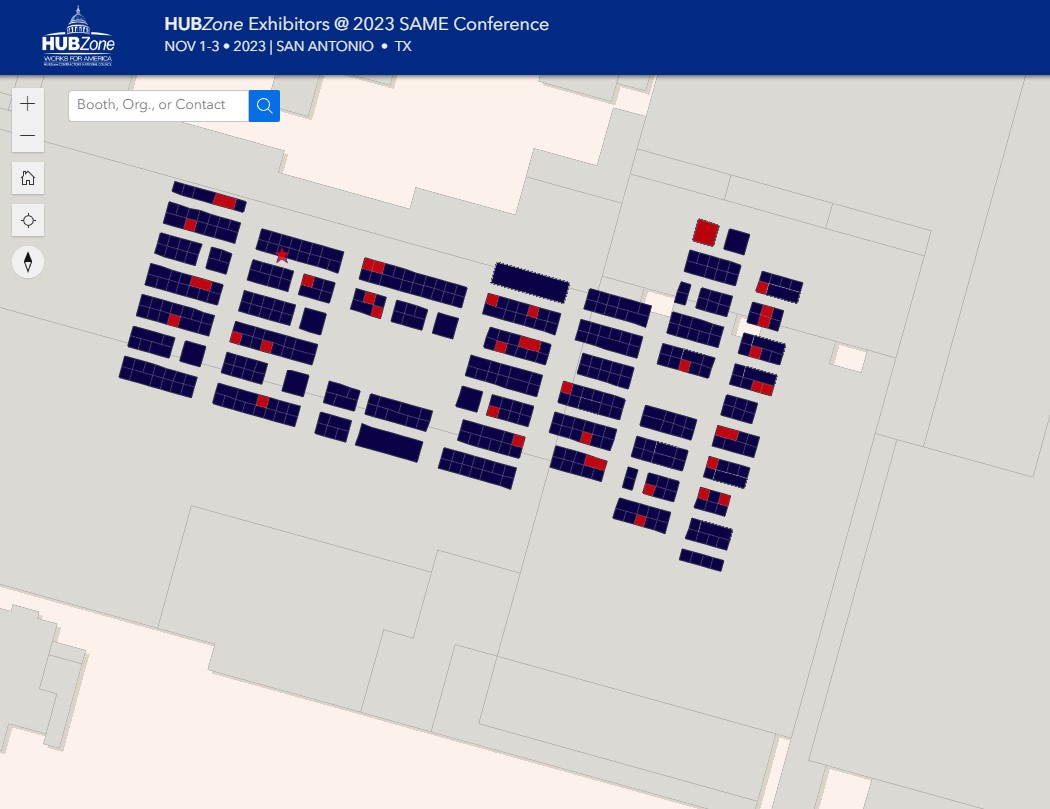 HUBZone Exhibitors @ 2023 SAME Conference
NOV 1-3 • 2023 | SAN ANTONIO • TX
HUBZone
WORKS FOR AMERICA
Booth, Org., or Contact